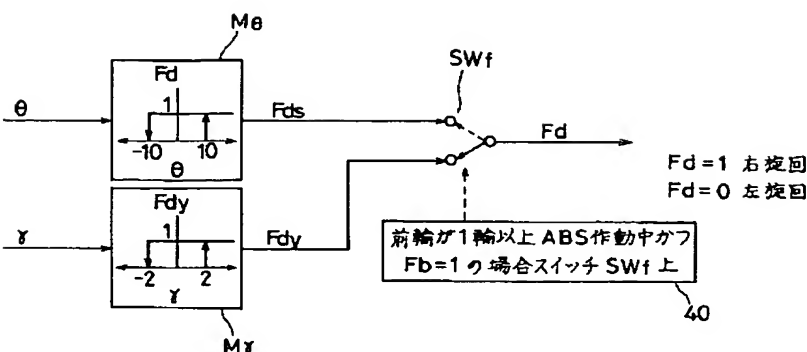 Mθ
Fd
1
-10 10
θ
θ
Fds
SWf
Fd
Fd=1 右旋回
Fd=0 左旋回
Fdy
1
-2 2
γ
γ
Fdy
Mγ
前輪が1輪以上ABS作動中かつ
Fb=1の場合スイッチSWf上
40